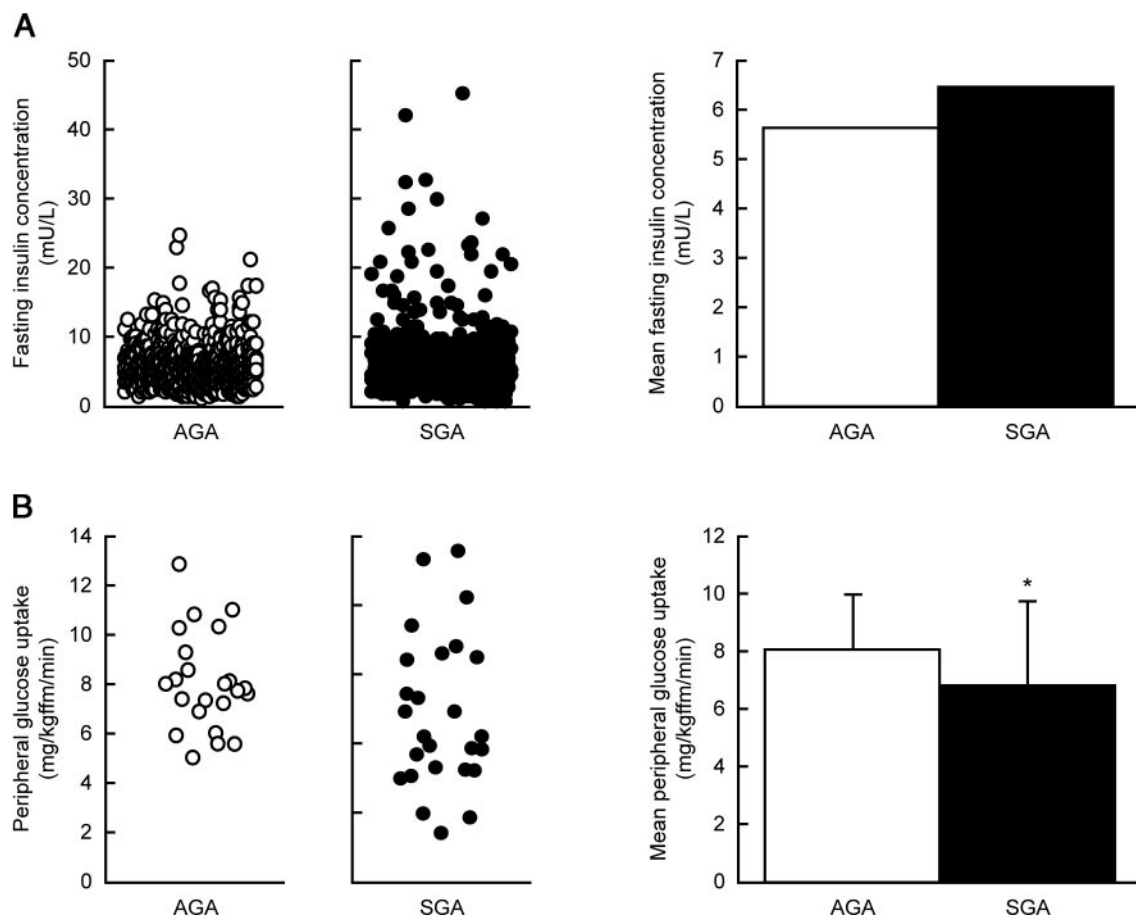 A
Fasting insulin concentration
(mU/L)
50
40
30
20
10
0
AGA
SGA
Mean fasting insulin concentration
(mU/L)
7
6
5
4
3
2
1
0
AGA
SGA
B
Peripheral glucose uptake
(mg/kgffm/min)
14
12
10
8
6
4
2
0
AGA
SGA
Mean peripheral glucose uptake
(mg/kgffm/min)
12
10
8
6
4
2
0
*
AGA
SGA